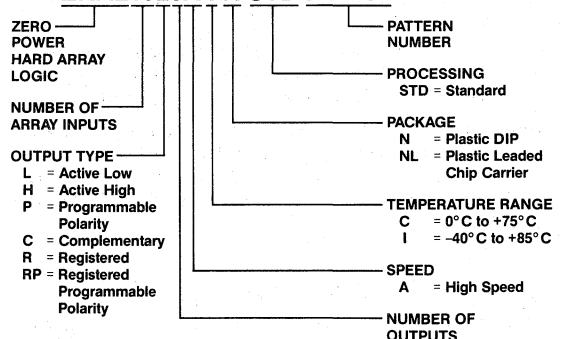 ZERO
POWER
HARD ARRAY
LOGIC
NUMBER OF
ARRAY INPUTS
OUTPUT TYPE
L = Active Low
H = Active High
P = Programmable
Polarity
C = Complementary
R = Registered
RP = Registered
Programmable
Polarity
PATTERN
NUMBER
PROCESSING
STD = Standard
PACKAGE
N = Plastic DIP
NL = Plastic Leaded
Chip Carrier
TEMPERATURE RANGE
C = 0°C to +75°C
I = –40°C to +85°C
SPEED
A = High Speed
NUMBER OF
OUTPUTS